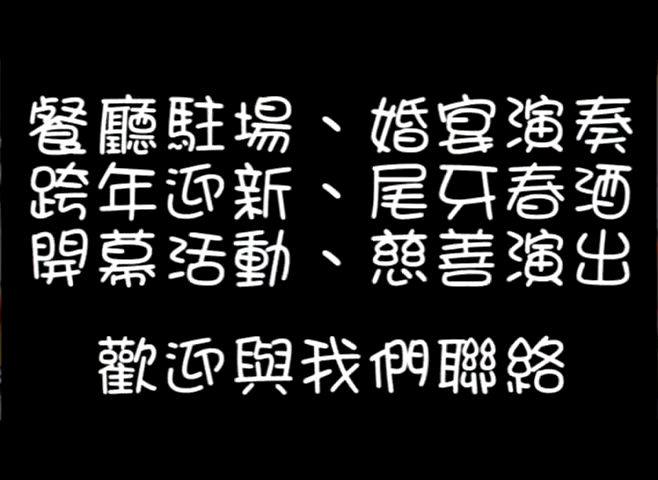 餐廳駐場、婚宴演奏
跨年迎新、尾牙春酒
開幕活動、慈善演出
歡迎與我們聯絡